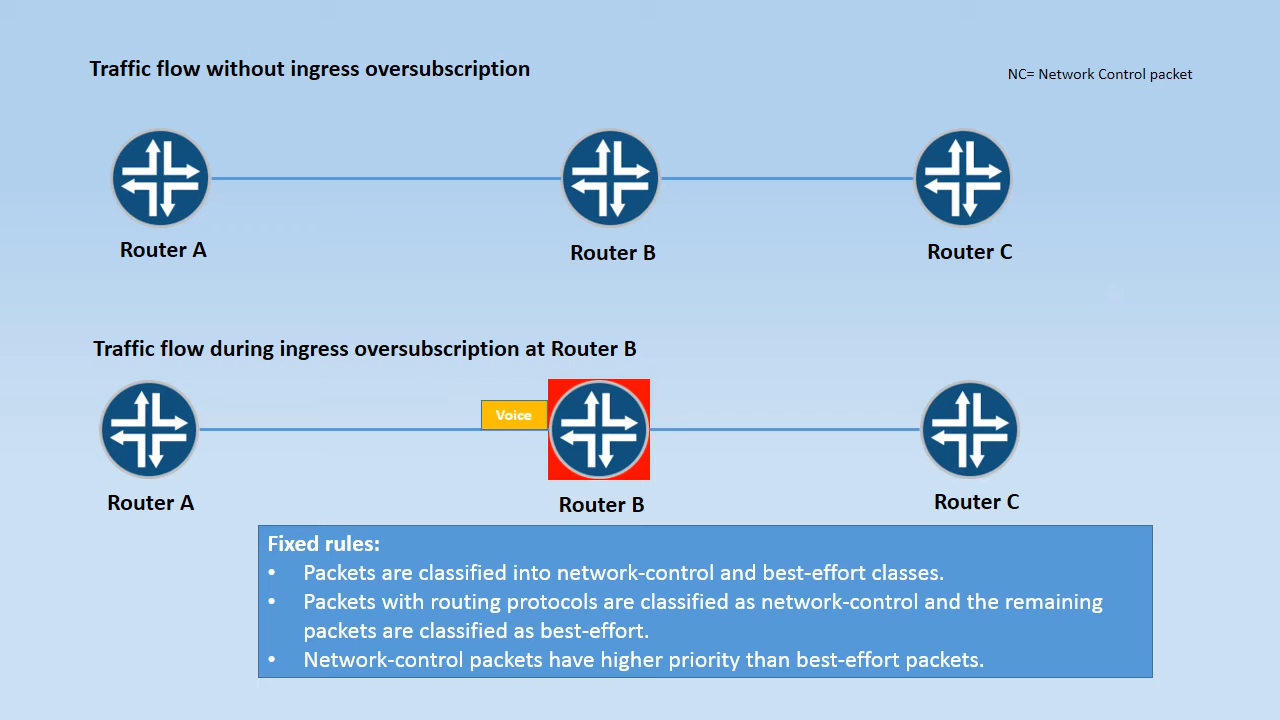 Traffic flow without ingress oversubscription
NC= Network Control packet
Router A
Router B
Router C
Traffic flow during ingress oversubscription at Router B
Voice
Router A
Router B
Router C
Fixed rules:
• Packets are classified into network-control and best-effort classes.
• Packets with routing protocols are classified as network-control and the remaining
packets are classified as best-effort.
• Network-control packets have higher priority than best-effort packets.